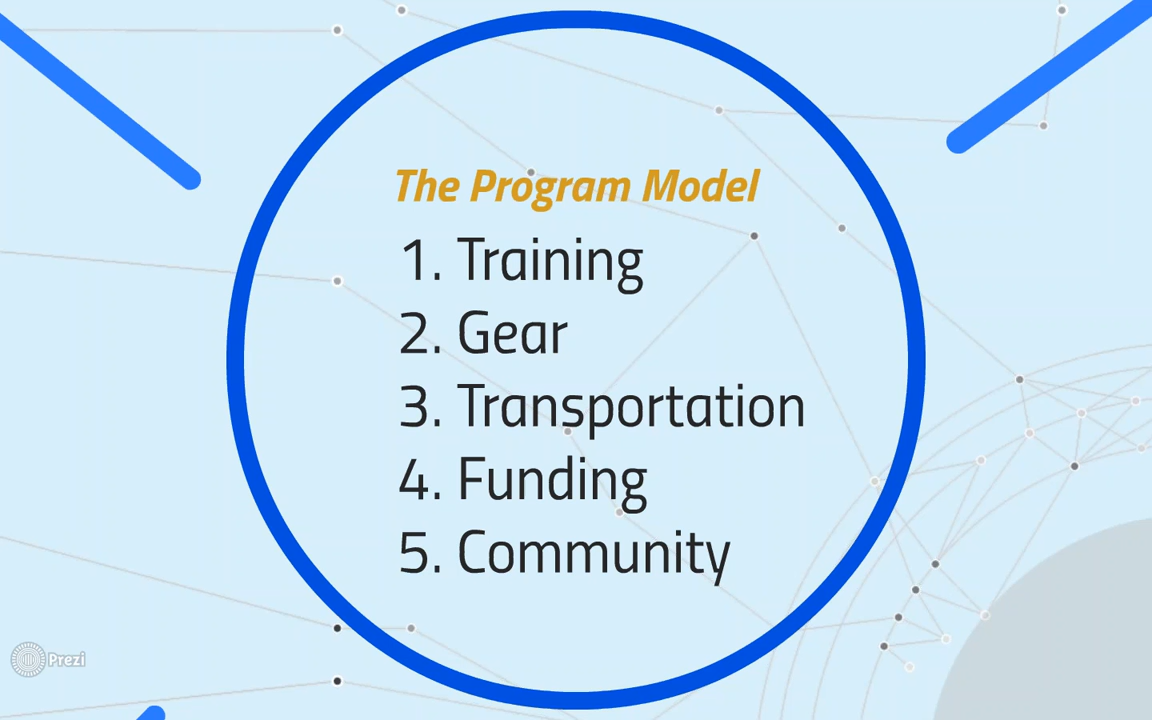 The Program Model
1. Training
2. Gear
3. Transportation
4. Funding
5. Community
Prezi